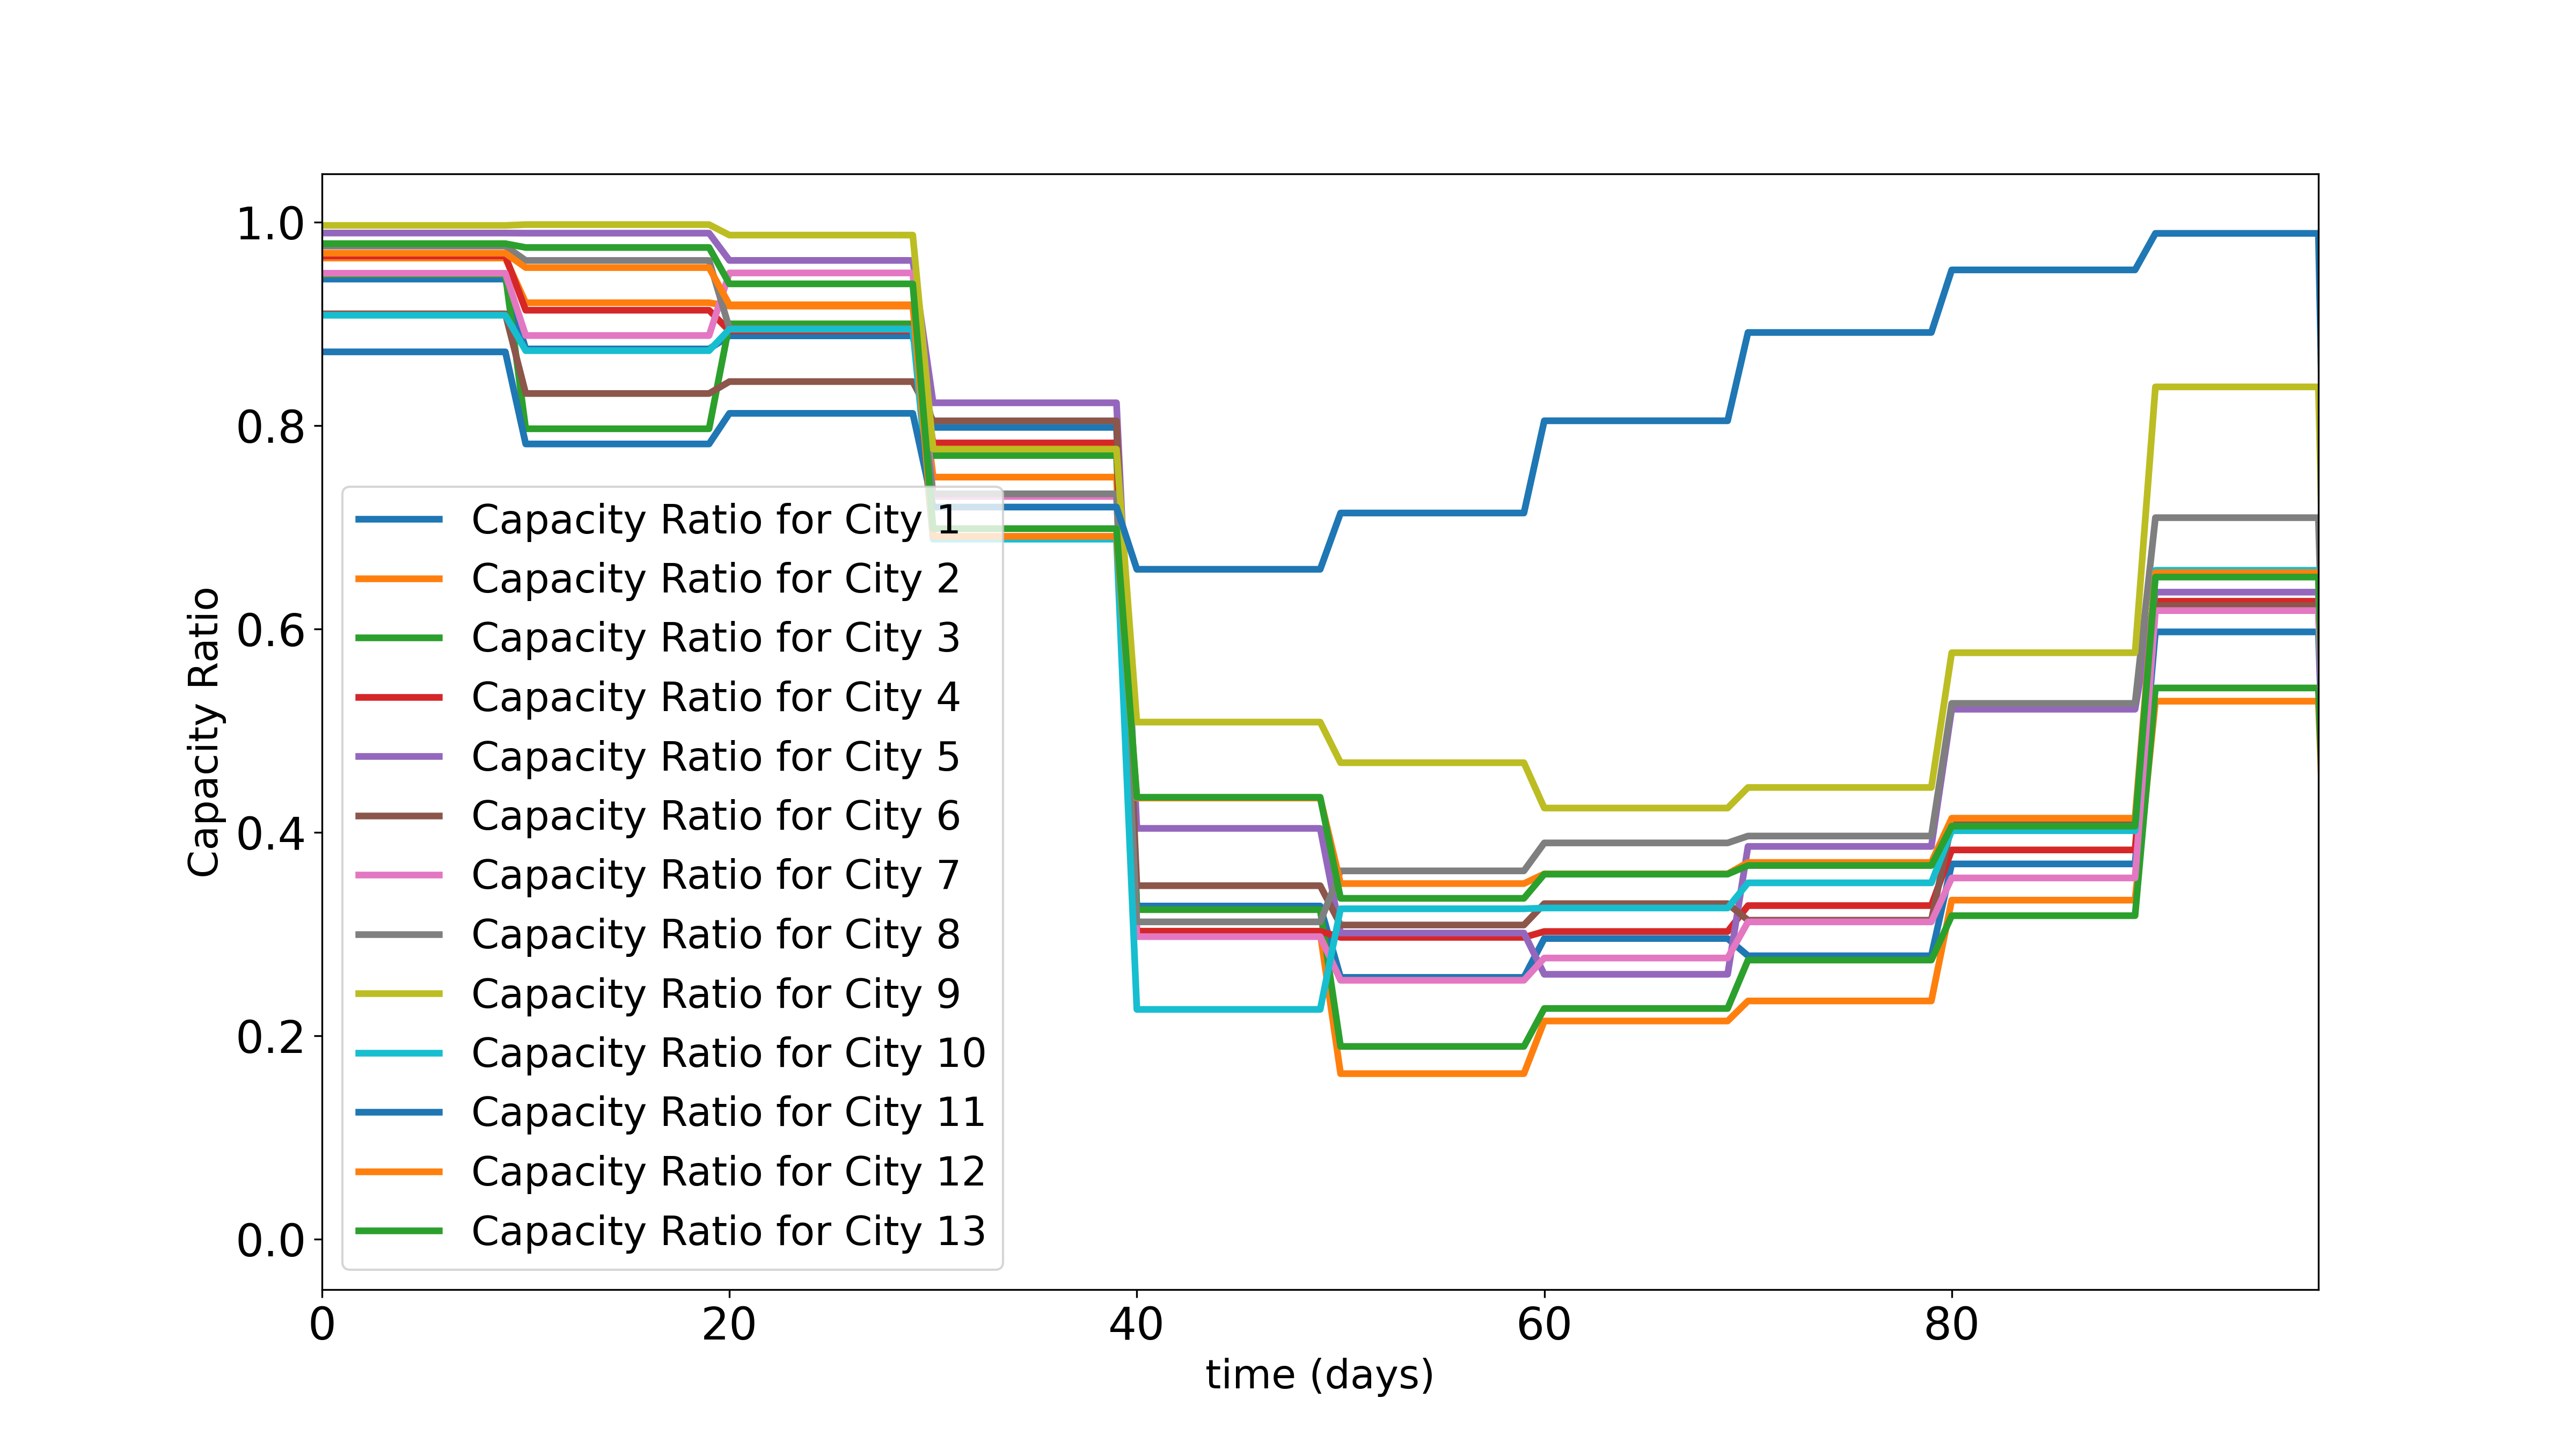 1.0
0.8
0.6
0.4
0.2
0.0
Capacity Ratio
Capacity Ratio for City 1
Capacity Ratio for City 2
Capacity Ratio for City 3
Capacity Ratio for City 4
Capacity Ratio for City 5
Capacity Ratio for City 6
Capacity Ratio for City 7
Capacity Ratio for City 8
Capacity Ratio for City 9
Capacity Ratio for City 10
Capacity Ratio for City 11
Capacity Ratio for City 12
Capacity Ratio for City 13
0 20 40 60 80
time (days)